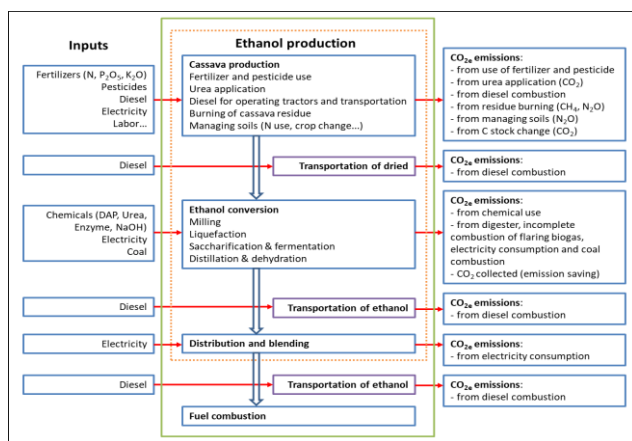 Inputs
Ethanol production
Fertilizers (N, P₂O₅, K₂O)
Pesticides
Diesel
Electricity
Labor...
Cassava production
Fertilizer and pesticide use
Urea application
Diesel for operating tractors and transportation
Burning of cassava residue
Managing soils (N use, crop change...)
CO₂ₑ emissions:
- from use of fertilizer and pesticide
- from urea application (CO₂)
- from diesel combustion
- from residue burning (CH₄, N₂O)
- from managing soils (N₂O)
- from C stock change (CO₂)
Diesel
Transportation of dried
CO₂ₑ emissions:
- from diesel combustion
Chemicals (DAP, Urea,
Enzyme, NaOH)
Electricity
Coal
Ethanol conversion
Milling
Liquefaction
Saccharification & fermentation
Distillation & dehydration
CO₂ₑ emissions:
- from chemical use
- from digester, incomplete
combustion of flaring biogas,
electricity consumption and coal
combustion
- CO₂ collected (emission saving)
Diesel
Transportation of ethanol
CO₂ₑ emissions:
- from diesel combustion
Electricity
Distribution and blending
CO₂ₑ emissions:
- from electricity consumption
Diesel
Transportation of ethanol
CO₂ₑ emissions:
- from diesel combustion
Fuel combustion